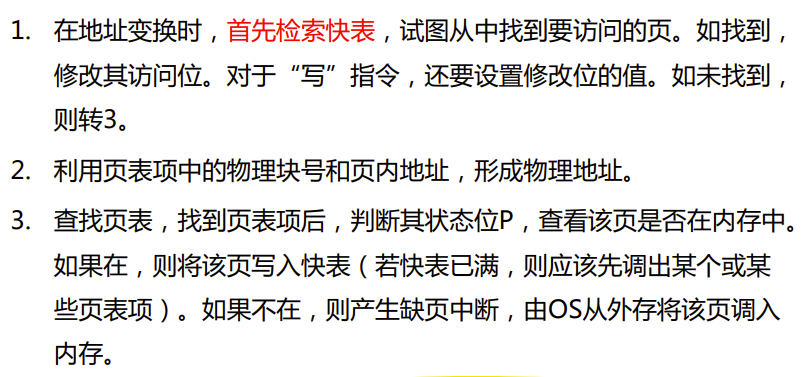 1. 在地址变换时，首先检索快表，试图从中找到要访问的页。如找到，
修改其访问位。对于“写”指令，还要设置修改位的值。如未找到，
则转3。
2. 利用页表项中的物理块号和页内地址，形成物理地址。
3. 查找页表，找到页表项后，判断其状态位P，查看该页是否在内存中。
如果在，则将该页写入快表（若快表已满，则应该先调出某个或某
些页表项）。如果不在，则产生缺页中断，由OS从外存将该页调入
内存。